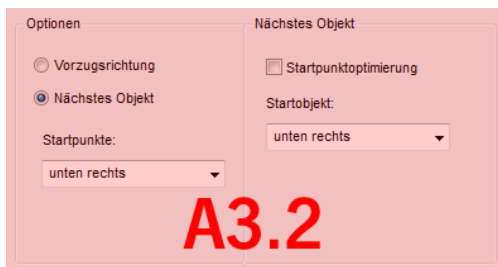 Optionen
Vorzugsrichtung
Nächstes Objekt
Startpunkte:
unten rechts
Nächstes Objekt
Startpunktoptimierung
Startobjekt:
unten rechts
A3.2